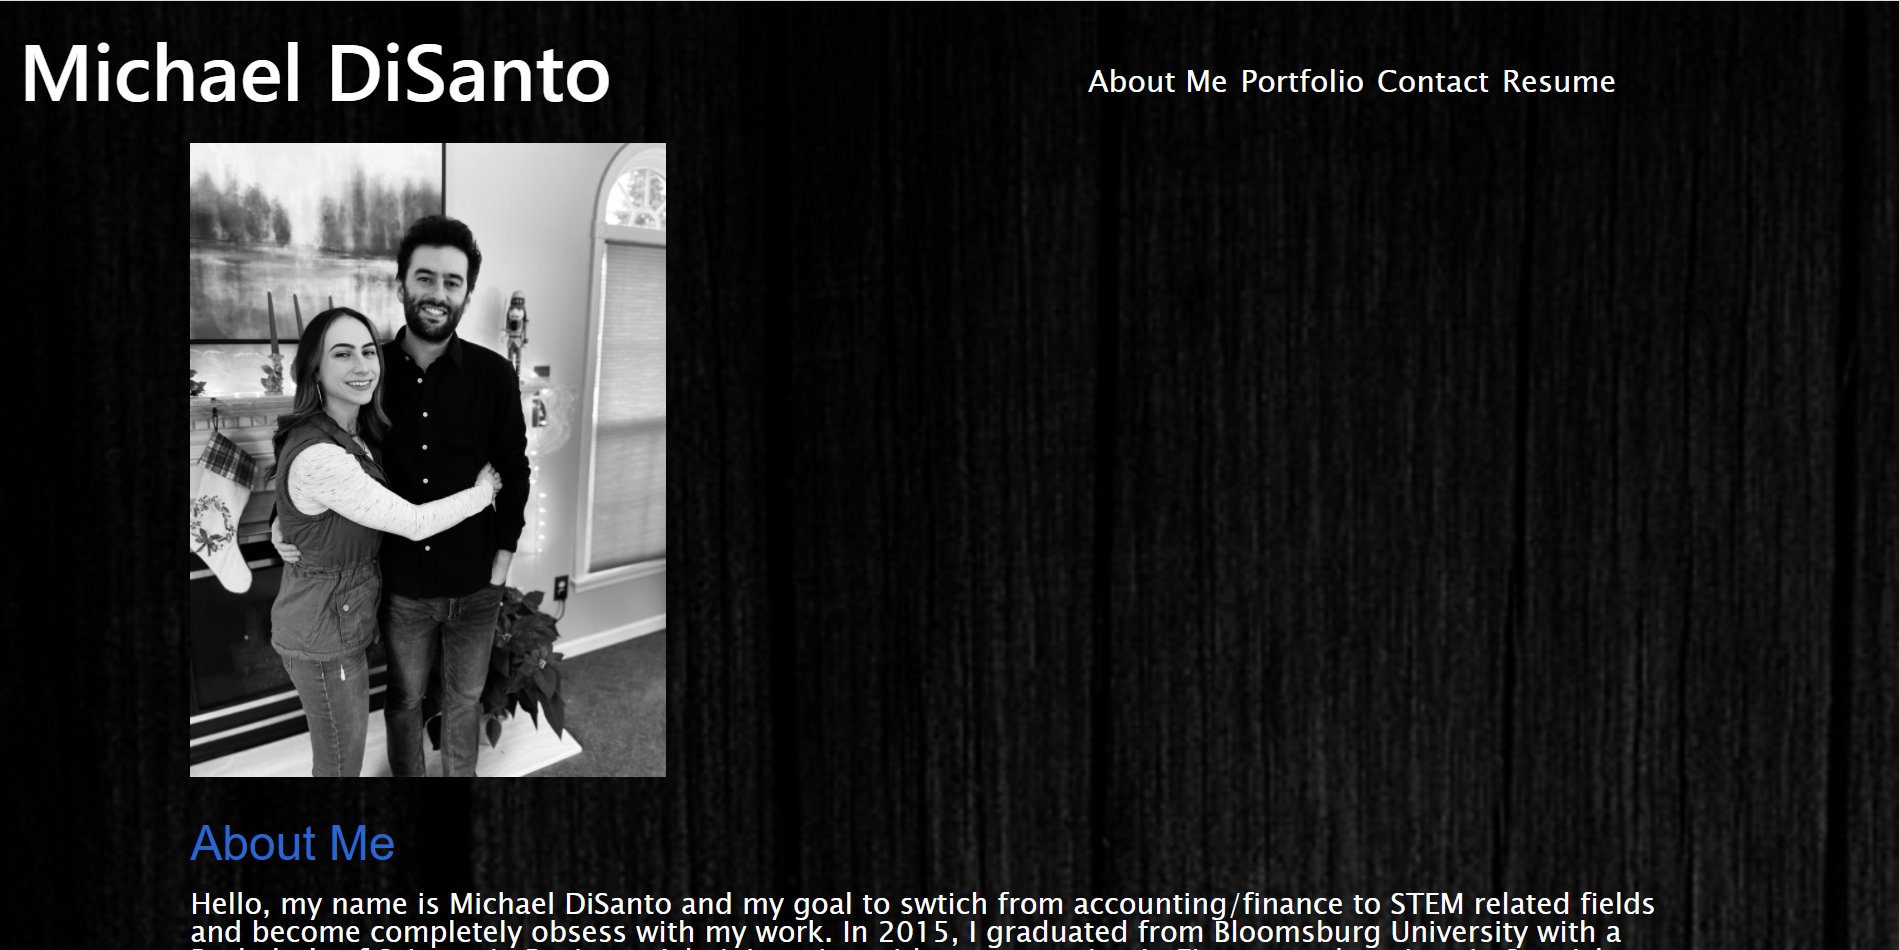 Michael DiSanto
About Me Portfolio Contact Resume
About Me
Hello, my name is Michael DiSanto and my goal to swtich from accounting/finance to STEM related fields
and become completely obsess with my work. In 2015, I graduated from Bloomsburg University with a